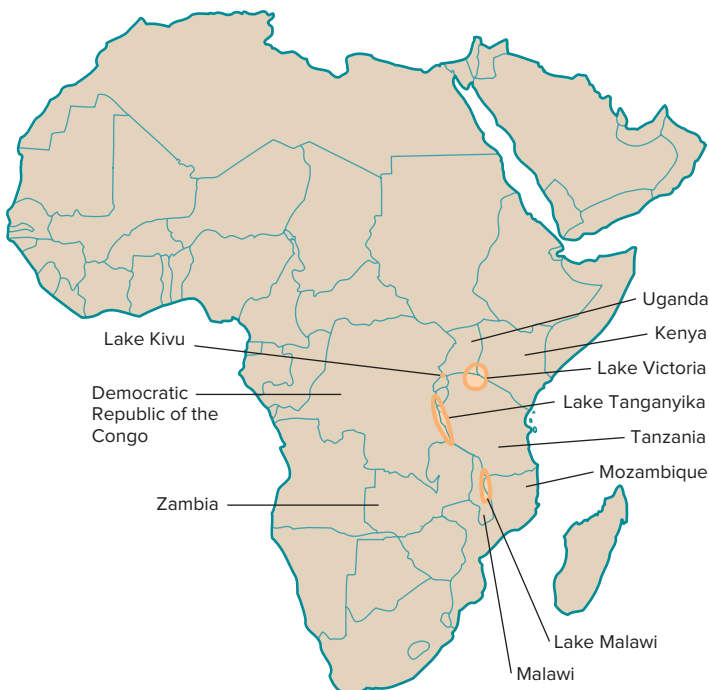 Uganda
Kenya
Lake Kivu
Lake Victoria
Democratic
Republic of the
Congo
Lake Tanganyika
Tanzania
Mozambique
Zambia
Lake Malawi
Malawi